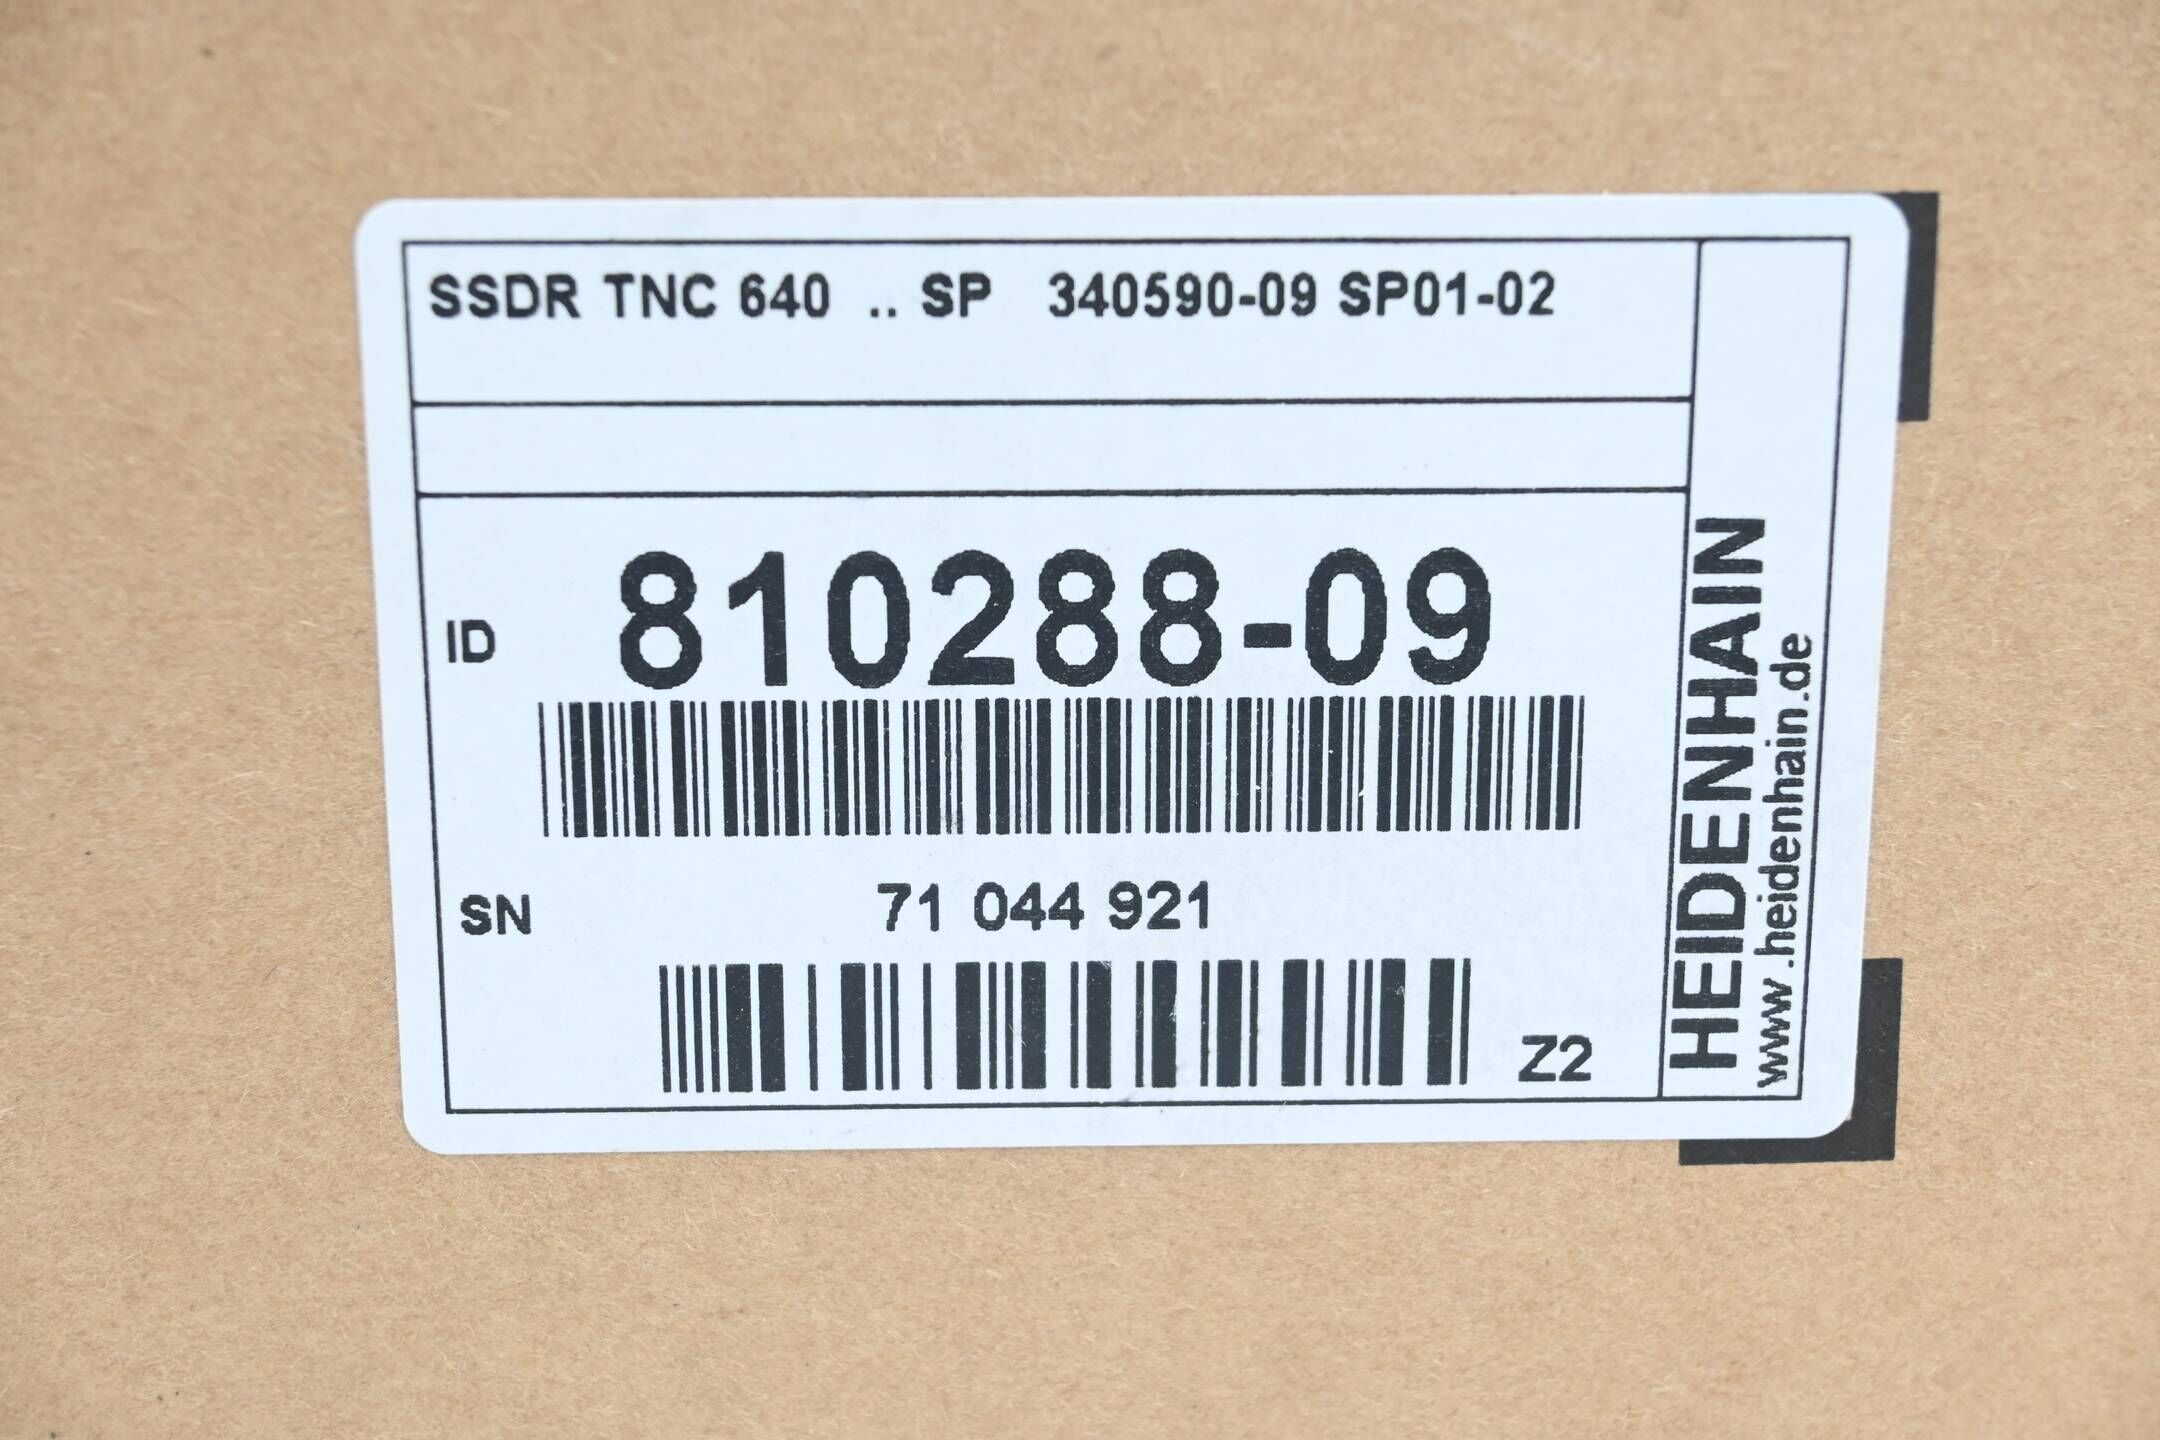 SSDR TNC 640 .. SP 340590-09 SP01-02
ID 810288-09
SN 71 044 921
Z2
HEIDENHAIN
www.heidenhain.de